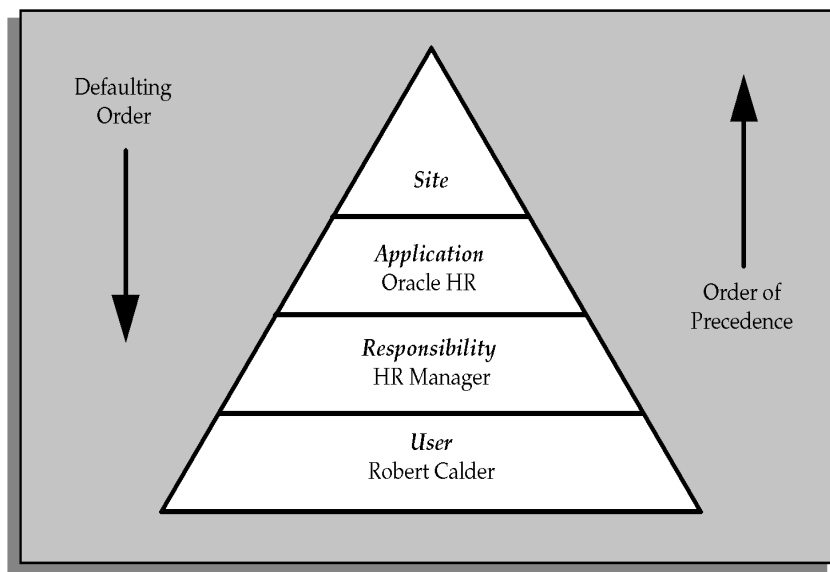 Defaulting
Order
Site
Application
Oracle HR
Responsibility
HR Manager
User
Robert Calder
Order of
Precedence